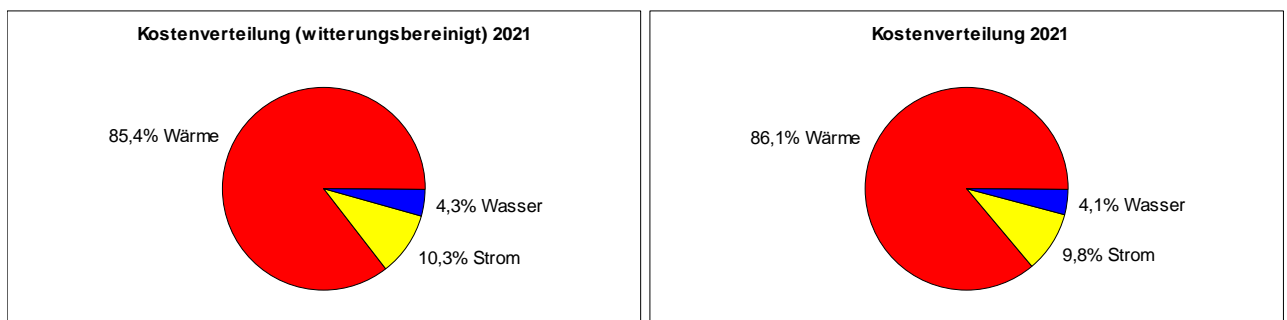 Kostenverteilung (witterungsbereinigt) 2021
85,4% Wärme
4,3% Wasser
10,3% Strom
Kostenverteilung 2021
86,1% Wärme
4,1% Wasser
9,8% Strom